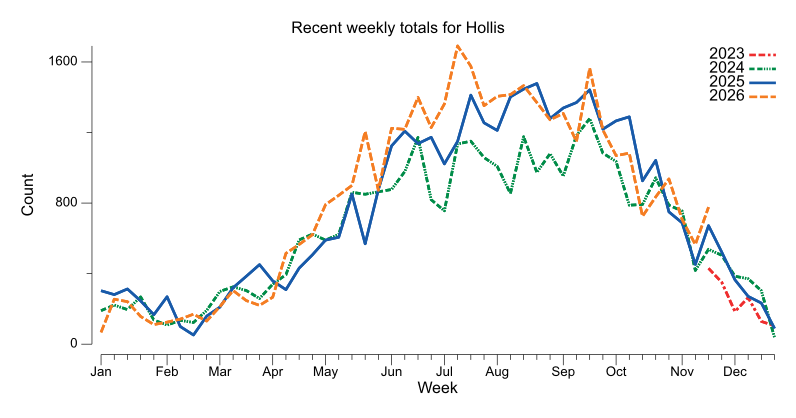 Recent weekly totals for Hollis
1600
800
0
Count
2023
2024
2025
2026
Jan Feb Mar Apr May Jun Jul Aug Sep Oct Nov Dec
Week